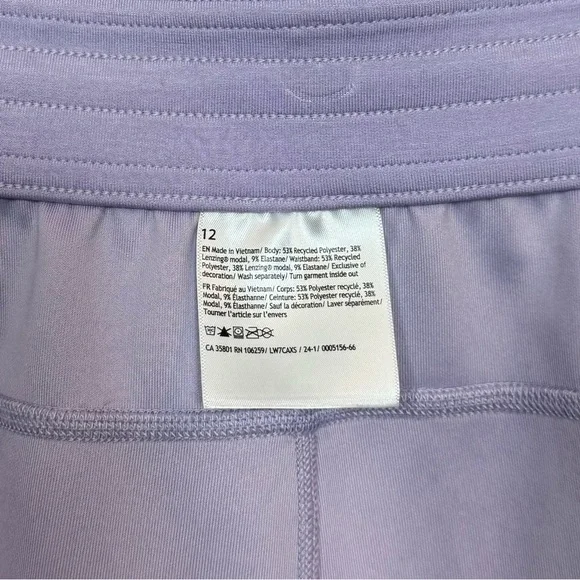 12
EN Made in Vietnam/ Body: 53% Recycled Polyester, 38%
Lenzing® modal, 9% Elastane/ Waistband: 53% Recycled
Polyester, 38% Lenzing® modal, 9% Elastane/ Exclusive of
decoration/ Wash separately/ Turn garment inside out
FR Fabriqué au Vietnam/ Corps: 53% Polyester recyclé, 38%
Modal, 9% Élasthanne/ Ceinture: 53% Polyester recyclé, 38%
Modal, 9% Élasthanne/ Sauf la décoration/ Laver séparément/
Tourner l'article sur l'envers
CA 35801 RN 106259/ LW7CAXS / 24-1/ 0005156-66